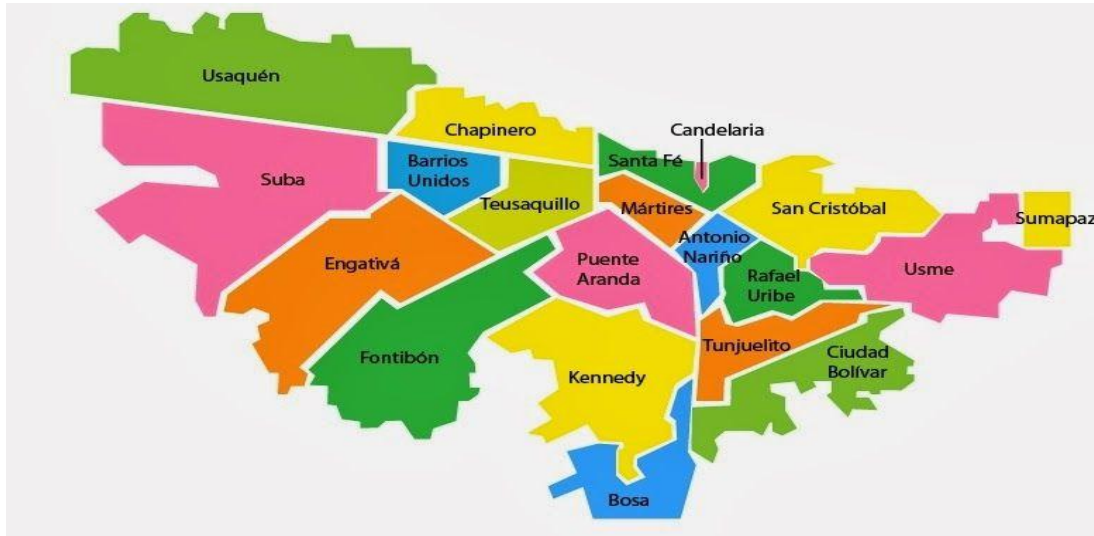 Usaquén
Chapinero
Candelaria
Santa Fé
Barrios
Unidos
Suba
Teusaquillo
Mártires
San Cristóbal
Sumapaz
Antonio
Nariño
Engativá
Puente
Aranda
Rafael
Uribe
Usme
Tunjuelito
Ciudad
Bolívar
Fontibón
Kennedy
Bosa